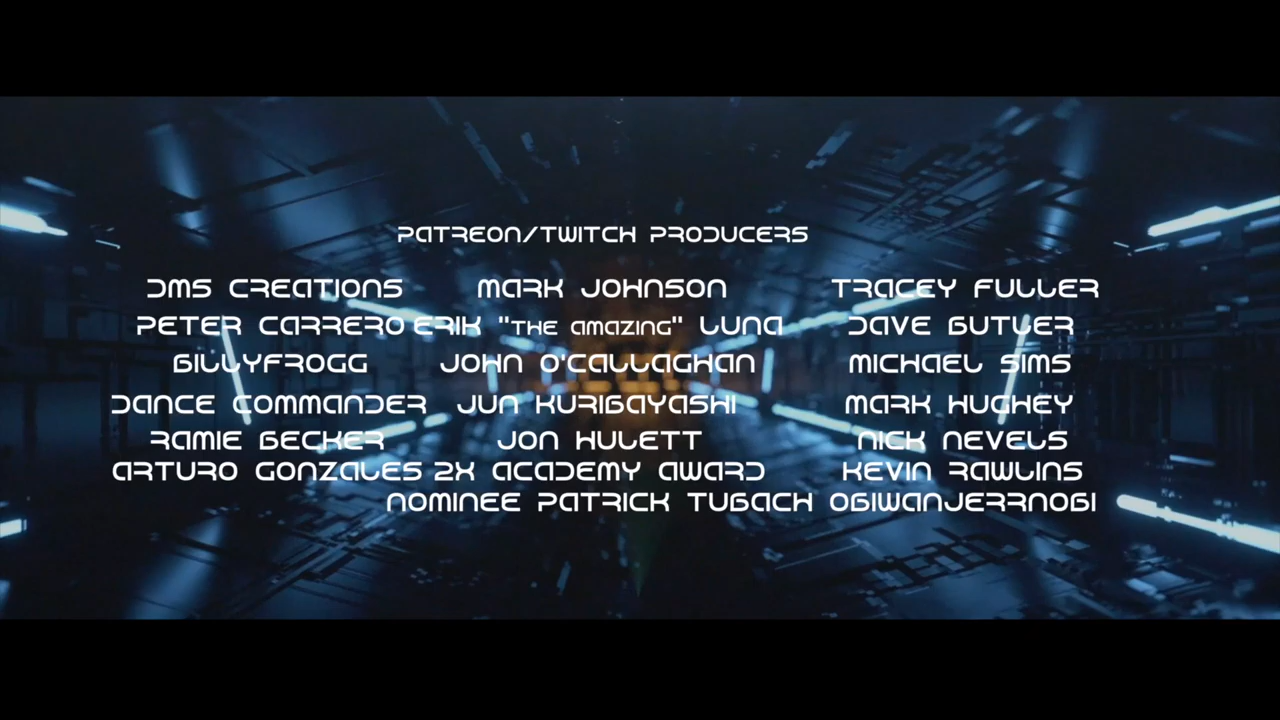 PATREON/TWITCH PRODUCERS
DMS CREATIONS MARK JOHNSON TRACEY FULLER
PETER CARRERO ERIK "THE AMAZING" LUNA DAVE BUTLER
BILLYFROGG JOHN O'CALLAGHAN MICHAEL SIMS
DANCE COMMANDER JUN KURIBAYASHI MARK HUGHEY
RAMIE BECKER JON HULETT NICK NEVELS
ARTURO GONZALES 2X ACADEMY AWARD KEVIN RAWLINS
NOMINEE PATRICK TUBACH OBIWANJERRNOBI